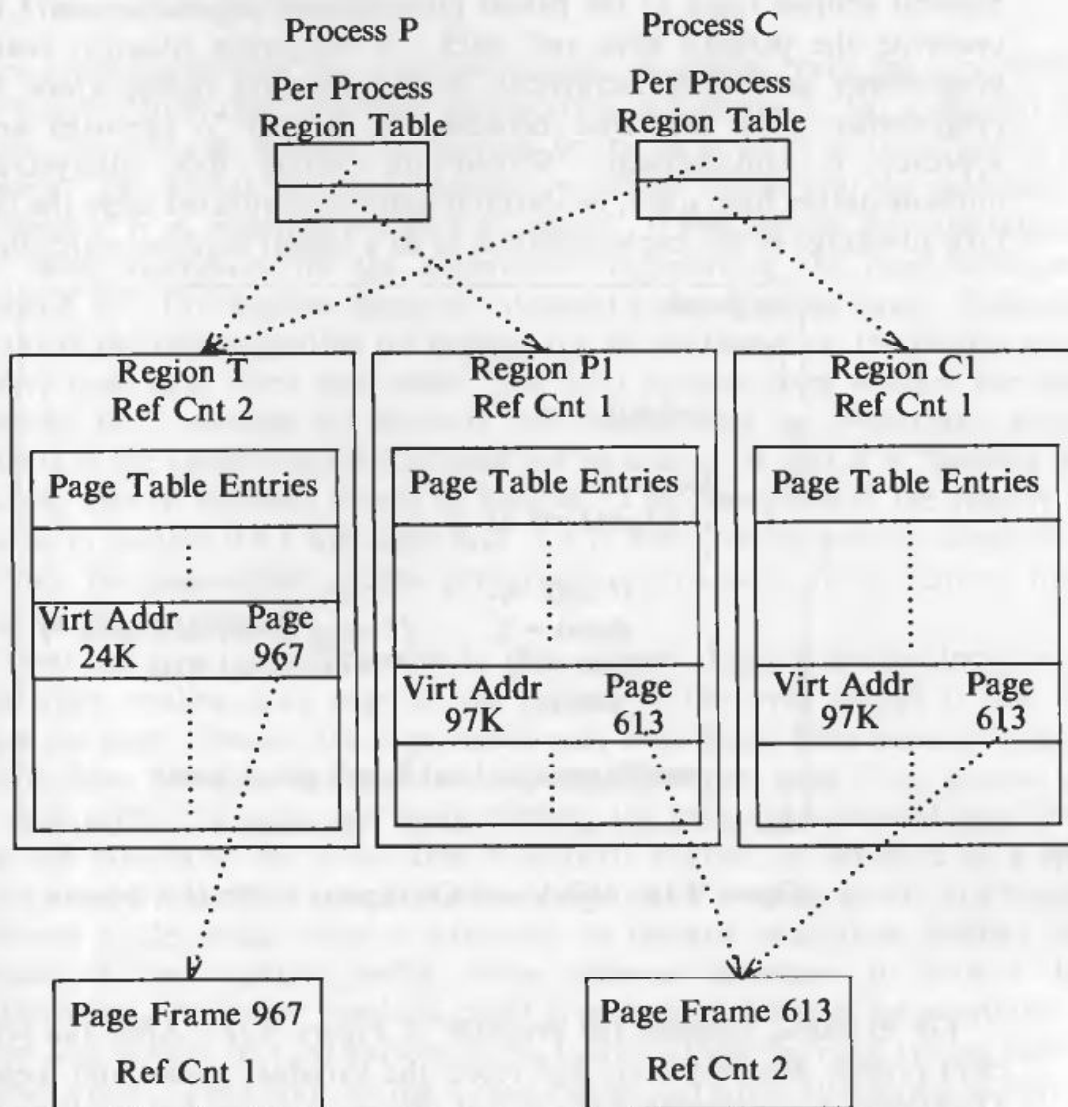 Process P
Per Process
Region Table
Process C
Per Process
Region Table
Region T
Ref Cnt 2
Page Table Entries
Virt Addr Page
24K 967
Region P1
Ref Cnt 1
Page Table Entries
Virt Addr Page
97K 613
Region C1
Ref Cnt 1
Page Table Entries
Virt Addr Page
97K 613
Page Frame 967
Ref Cnt 1
Page Frame 613
Ref Cnt 2